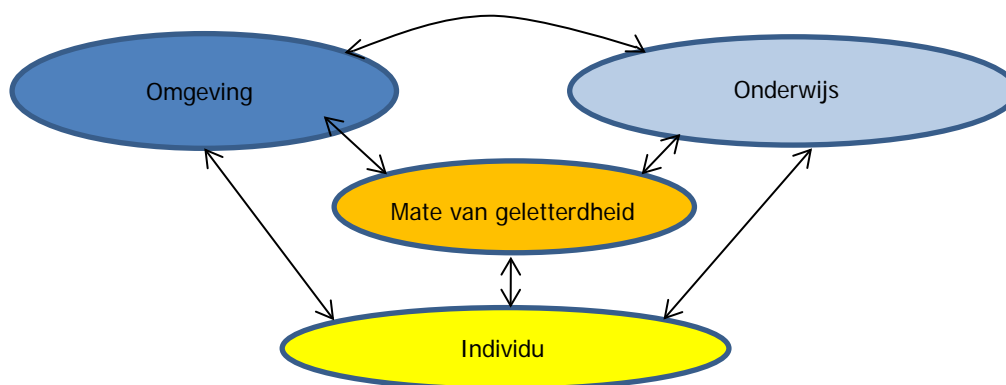 Omgeving
Onderwijs
Mate van geletterdheid
Individu